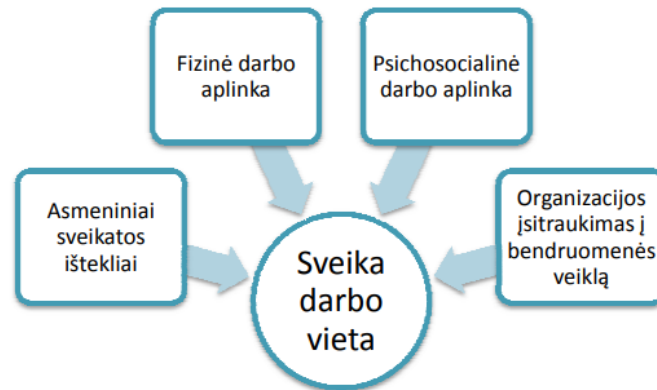 Fizinė darbo
aplinka
Psichosocialinė
darbo aplinka
Asmeniniai
sveikatos
ištekliai
Organizacijos
įsitraukimas į
bendruomenės
veiklą
Sveika
darbo
vieta